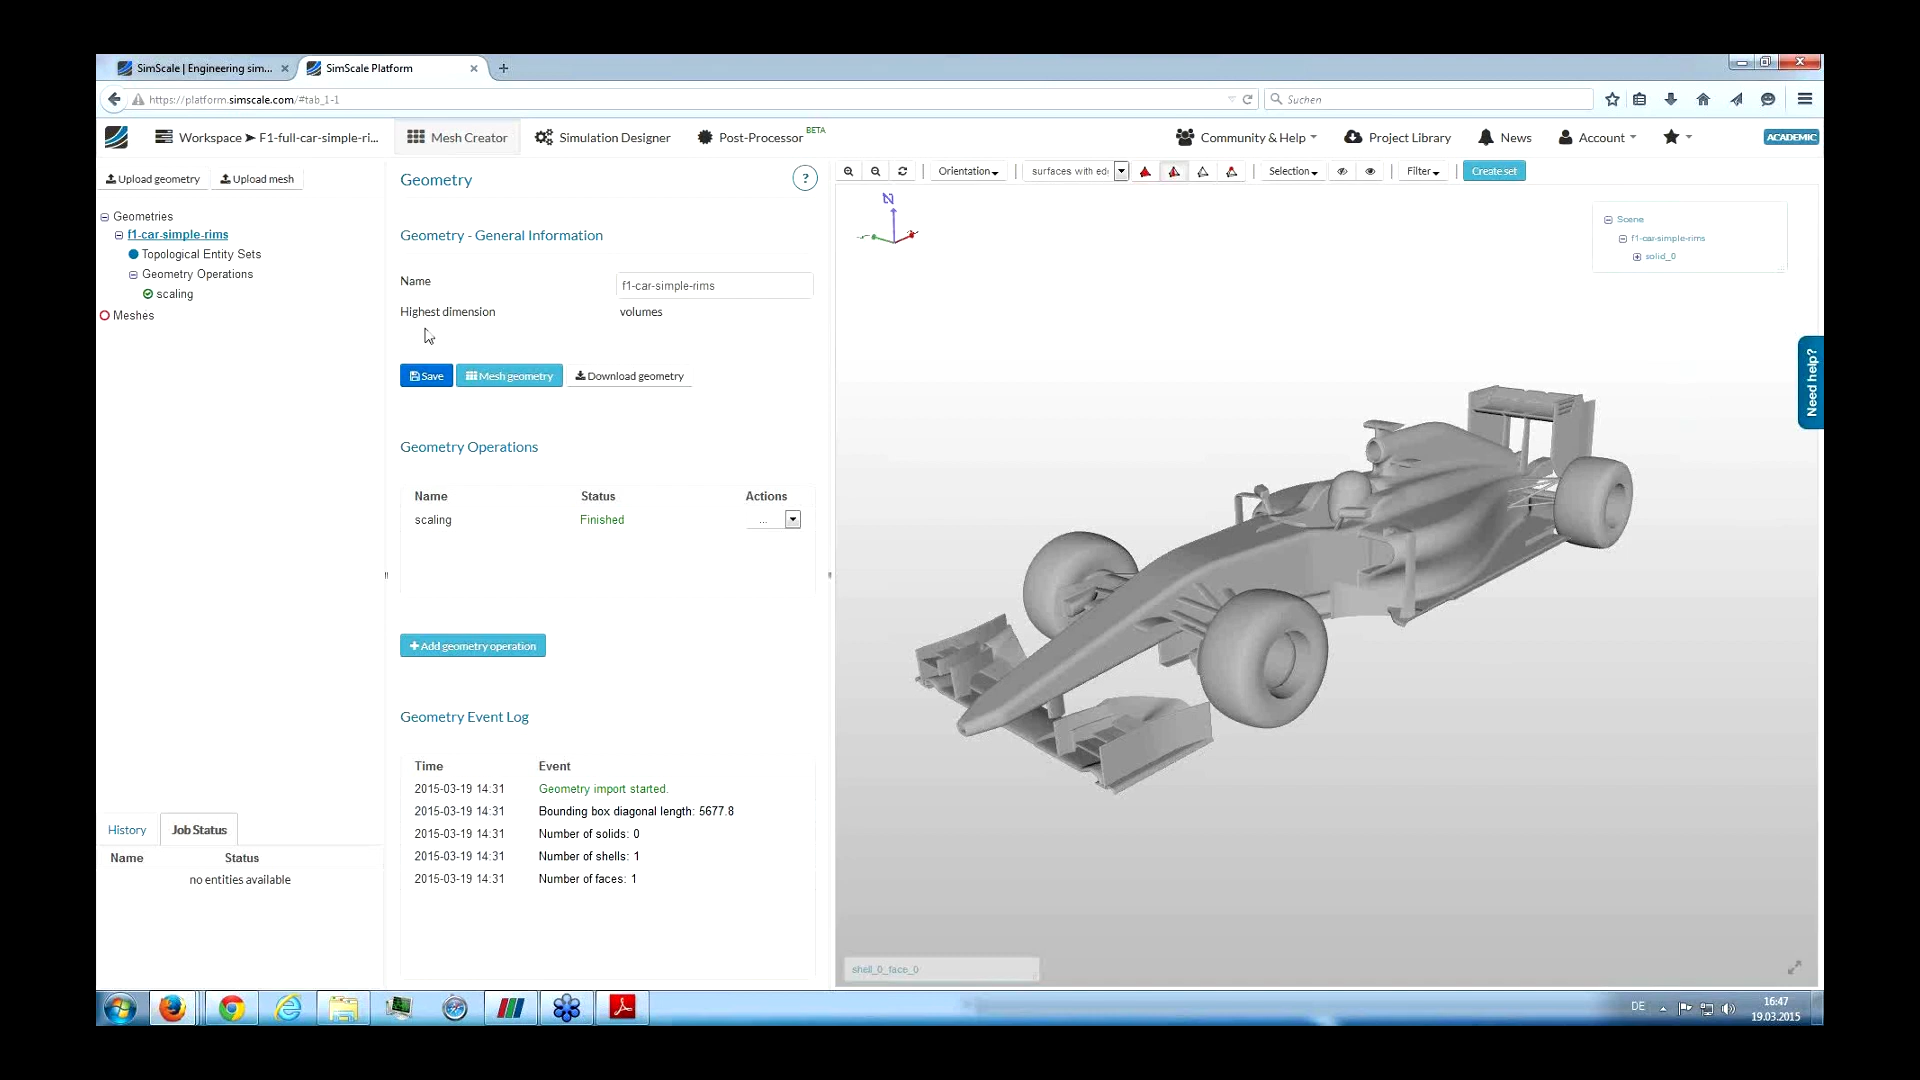 SimScale | Engineering sim...
SimScale Platform
https://platform.simscale.com/#tab_1-1
Suchen
Workspace ➤ F1-full-car-simple-ri...
Mesh Creator
Simulation Designer
Post-Processor BETA
Community & Help
Project Library
News
Account
ACADEMIC
Upload geometry
Upload mesh
Geometries
f1-car-simple-rims
Topological Entity Sets
Geometry Operations
scaling
Meshes
Geometry
?
Geometry - General Information
Name
f1-car-simple-rims
Highest dimension
volumes
Save
Mesh geometry
Download geometry
Geometry Operations
Name Status Actions
scaling Finished ...
+ Add geometry operation
Geometry Event Log
Time Event
2015-03-19 14:31 Geometry import started.
2015-03-19 14:31 Bounding box diagonal length: 5677.8
2015-03-19 14:31 Number of solids: 0
2015-03-19 14:31 Number of shells: 1
2015-03-19 14:31 Number of faces: 1
History
Job Status
Name Status
no entities available
Orientation
surfaces with ed
Selection
Filter
Create set
Scene
f1-car-simple-rims
solid_0
Need help?
shell_0_face_0
DE
16:47
19.03.2015